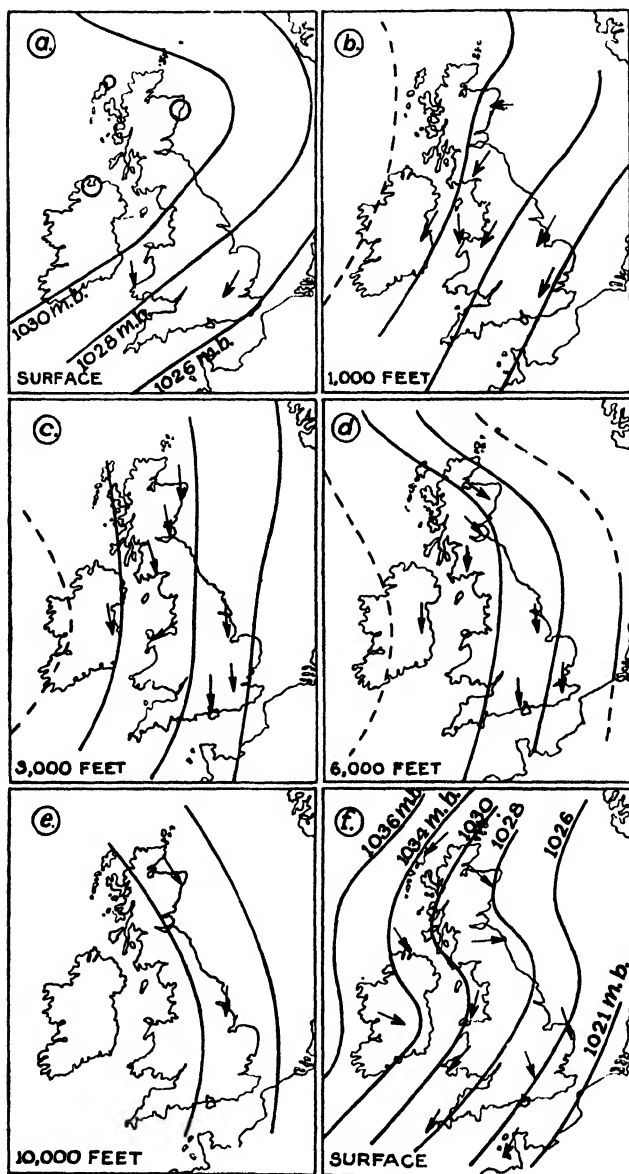 a.
1030 m.b.
1028 m.b.
1026 m.b.
SURFACE
b.
1,000 FEET
c.
3,000 FEET
d
6,000 FEET
e.
10,000 FEET
f.
1036 m.b.
1034 m.b.
1030
1028
1026
1021 m.b.
SURFACE